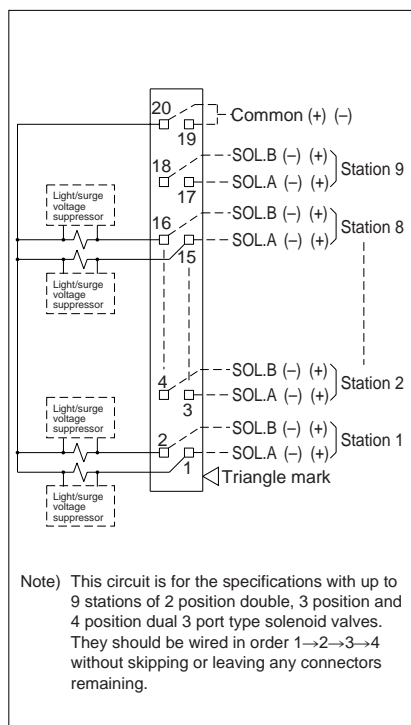 20
Common (+) (−)
19
18
SOL.B (−) (+)
Station 9
SOL.A (−) (+)
17
Light/surge
voltage
suppressor
16
SOL.B (−) (+)
Station 8
SOL.A (−) (+)
15
Light/surge
voltage
suppressor
4
SOL.B (−) (+)
Station 2
SOL.A (−) (+)
3
Light/surge
voltage
suppressor
2
SOL.B (−) (+)
Station 1
SOL.A (−) (+)
1
Triangle mark
Light/surge
voltage
suppressor
Note) This circuit is for the specifications with up to
9 stations of 2 position double, 3 position and
4 position dual 3 port type solenoid valves.
They should be wired in order 1→2→3→4
without skipping or leaving any connectors
remaining.